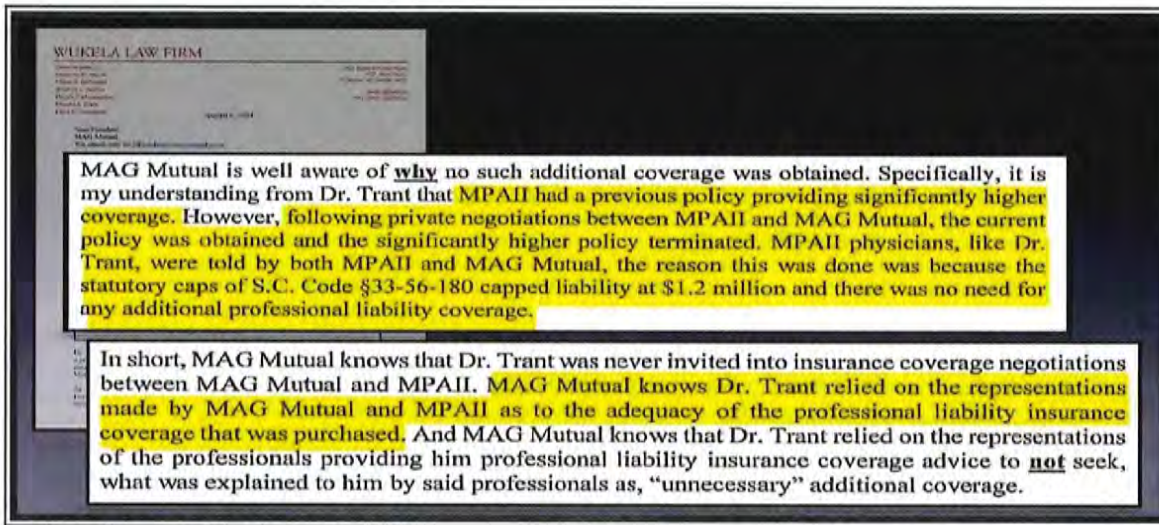 WUKELA LAW FIRM
MAG Mutual
MAG Mutual is well aware of why no such additional coverage was obtained. Specifically, it is
my understanding from Dr. Trant that MPAII had a previous policy providing significantly higher
coverage. However, following private negotiations between MPAII and MAG Mutual, the current
policy was obtained and the significantly higher policy terminated. MPAII physicians, like Dr.
Trant, were told by both MPAII and MAG Mutual, the reason this was done was because the
statutory caps of S.C. Code §33-56-180 capped liability at $1.2 million and there was no need for
any additional professional liability coverage.
In short, MAG Mutual knows that Dr. Trant was never invited into insurance coverage negotiations
between MAG Mutual and MPAII. MAG Mutual knows Dr. Trant relied on the representations
made by MAG Mutual and MPAII as to the adequacy of the professional liability insurance
coverage that was purchased. And MAG Mutual knows that Dr. Trant relied on the representations
of the professionals providing him professional liability insurance coverage advice to not seek,
what was explained to him by said professionals as, “unnecessary” additional coverage.